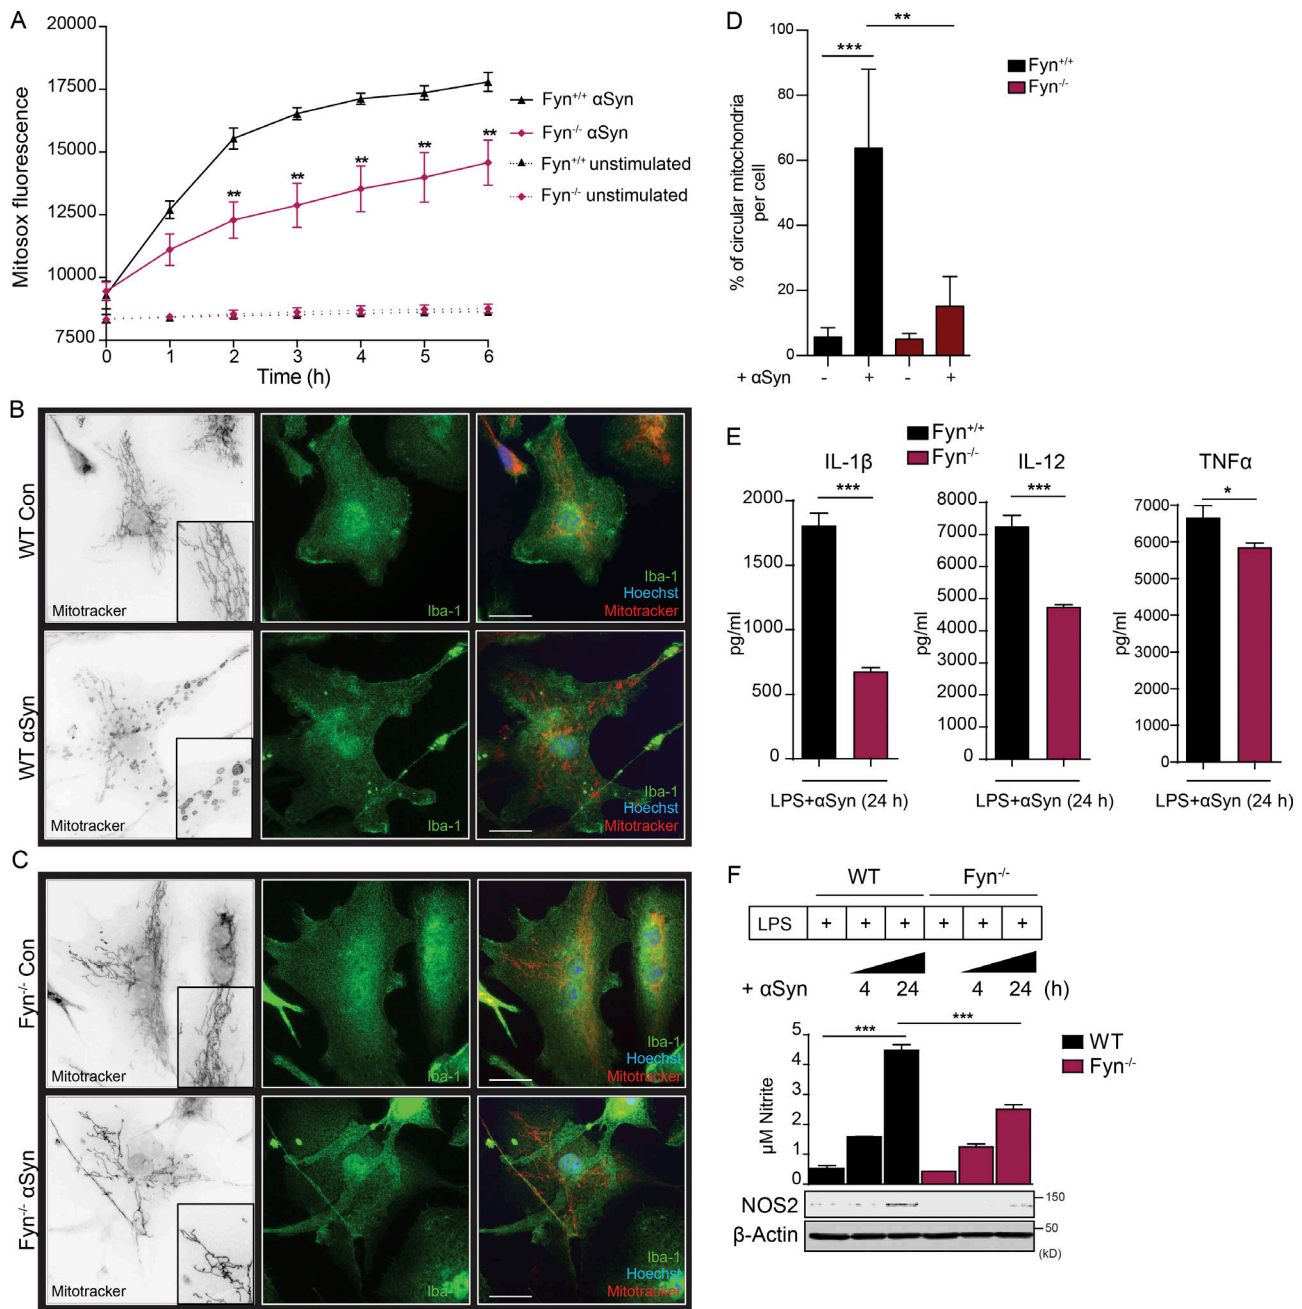 A
Mitosox fluorescence
20000
17500
15000
12500
10000
7500
** ** ** ** **
0 1 2 3 4 5 6
Time (h)
Fyn+/+ αSyn
Fyn-/- αSyn
Fyn+/+ unstimulated
Fyn-/- unstimulated
D
% of circular mitochondria
per cell
100
80
60
40
20
0
***
**
Fyn+/+
Fyn-/-
+ αSyn - + - +
B
WT Con
Mitotracker
Iba-1
Iba-1
Hoechst
Mitotracker
WT αSyn
Mitotracker
Iba-1
Iba-1
Hoechst
Mitotracker
C
Fyn-/- Con
Mitotracker
Iba-1
Iba-1
Hoechst
Mitotracker
Fyn-/- αSyn
Mitotracker
Iba-1
Iba-1
Hoechst
Mitotracker
E
Fyn+/+
Fyn-/-
IL-1β
***
pg/ml
2000
1500
1000
500
0
LPS+αSyn (24 h)
IL-12
***
pg/ml
8000
7000
6000
5000
4000
3000
2000
1000
0
LPS+αSyn (24 h)
TNFα
*
pg/ml
7000
6000
5000
4000
7000
2000
1000
0
LPS+αSyn (24 h)
F
WT Fyn-/-
LPS + + + + + +
+ αSyn 4 24 4 24 (h)
*** ***
WT
Fyn-/-
µM Nitrite
5
4
3
2
1
0
NOS2
150
β-Actin
50
(kD)